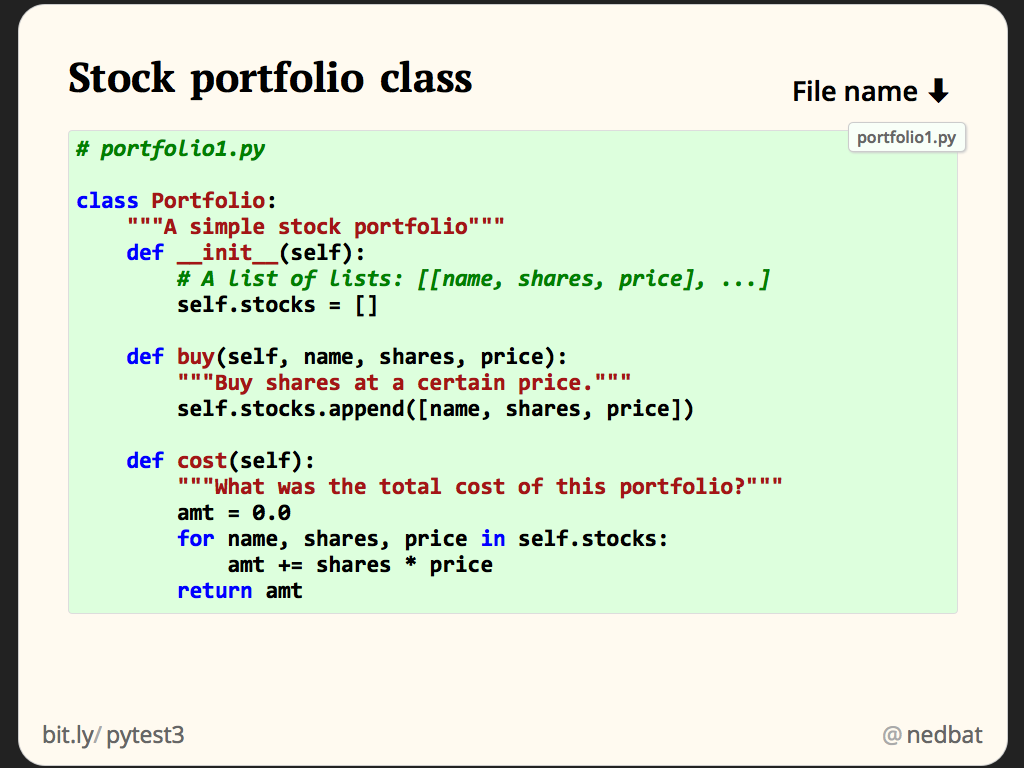 Stock portfolio class
File name ⬇
portfolio1.py
# portfolio1.py

class Portfolio:
    """A simple stock portfolio"""
    def __init__(self):
        # A list of lists: [[name, shares, price], ...]
        self.stocks = []

    def buy(self, name, shares, price):
        """Buy shares at a certain price."""
        self.stocks.append([name, shares, price])

    def cost(self):
        """What was the total cost of this portfolio?"""
        amt = 0.0
        for name, shares, price in self.stocks:
            amt += shares * price
        return amt
bit.ly/pytest3
@nedbat